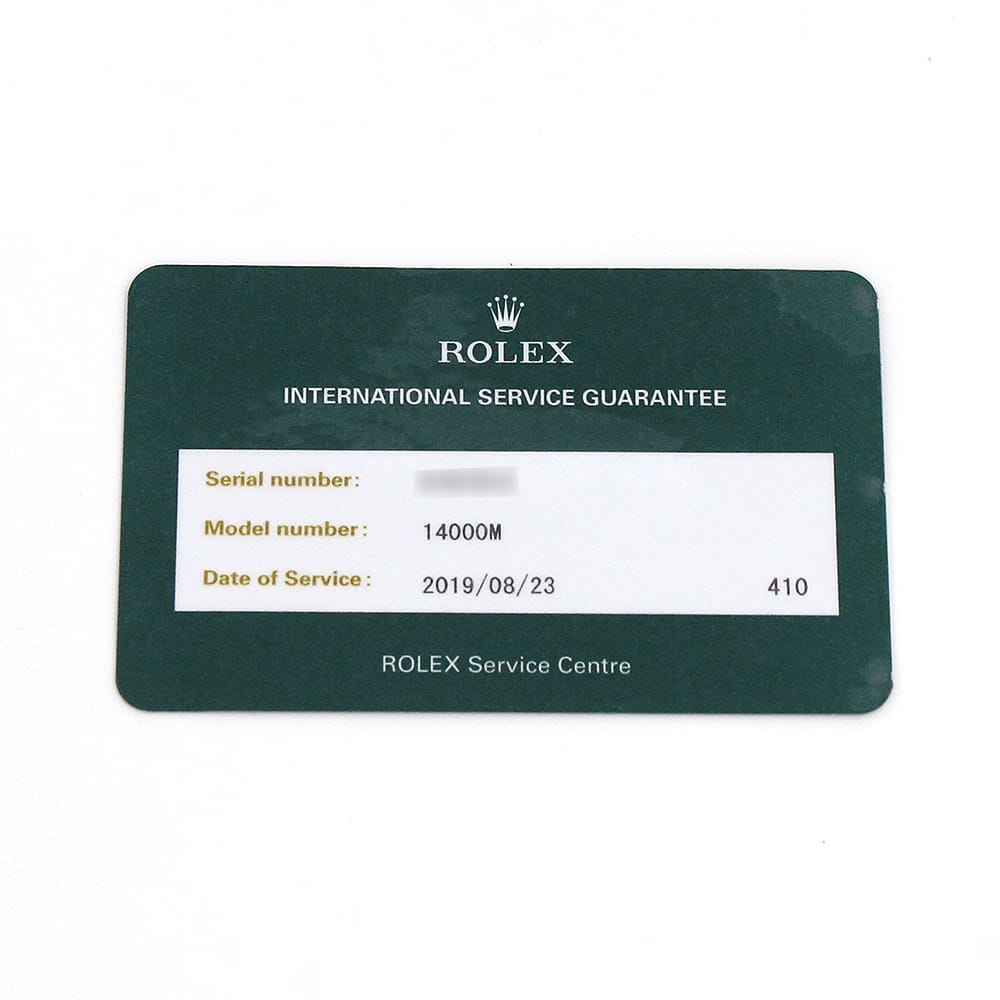 ROLEX
INTERNATIONAL SERVICE GUARANTEE
Serial number:
Model number: 14000M
Date of Service: 2019/08/23 410
ROLEX Service Centre